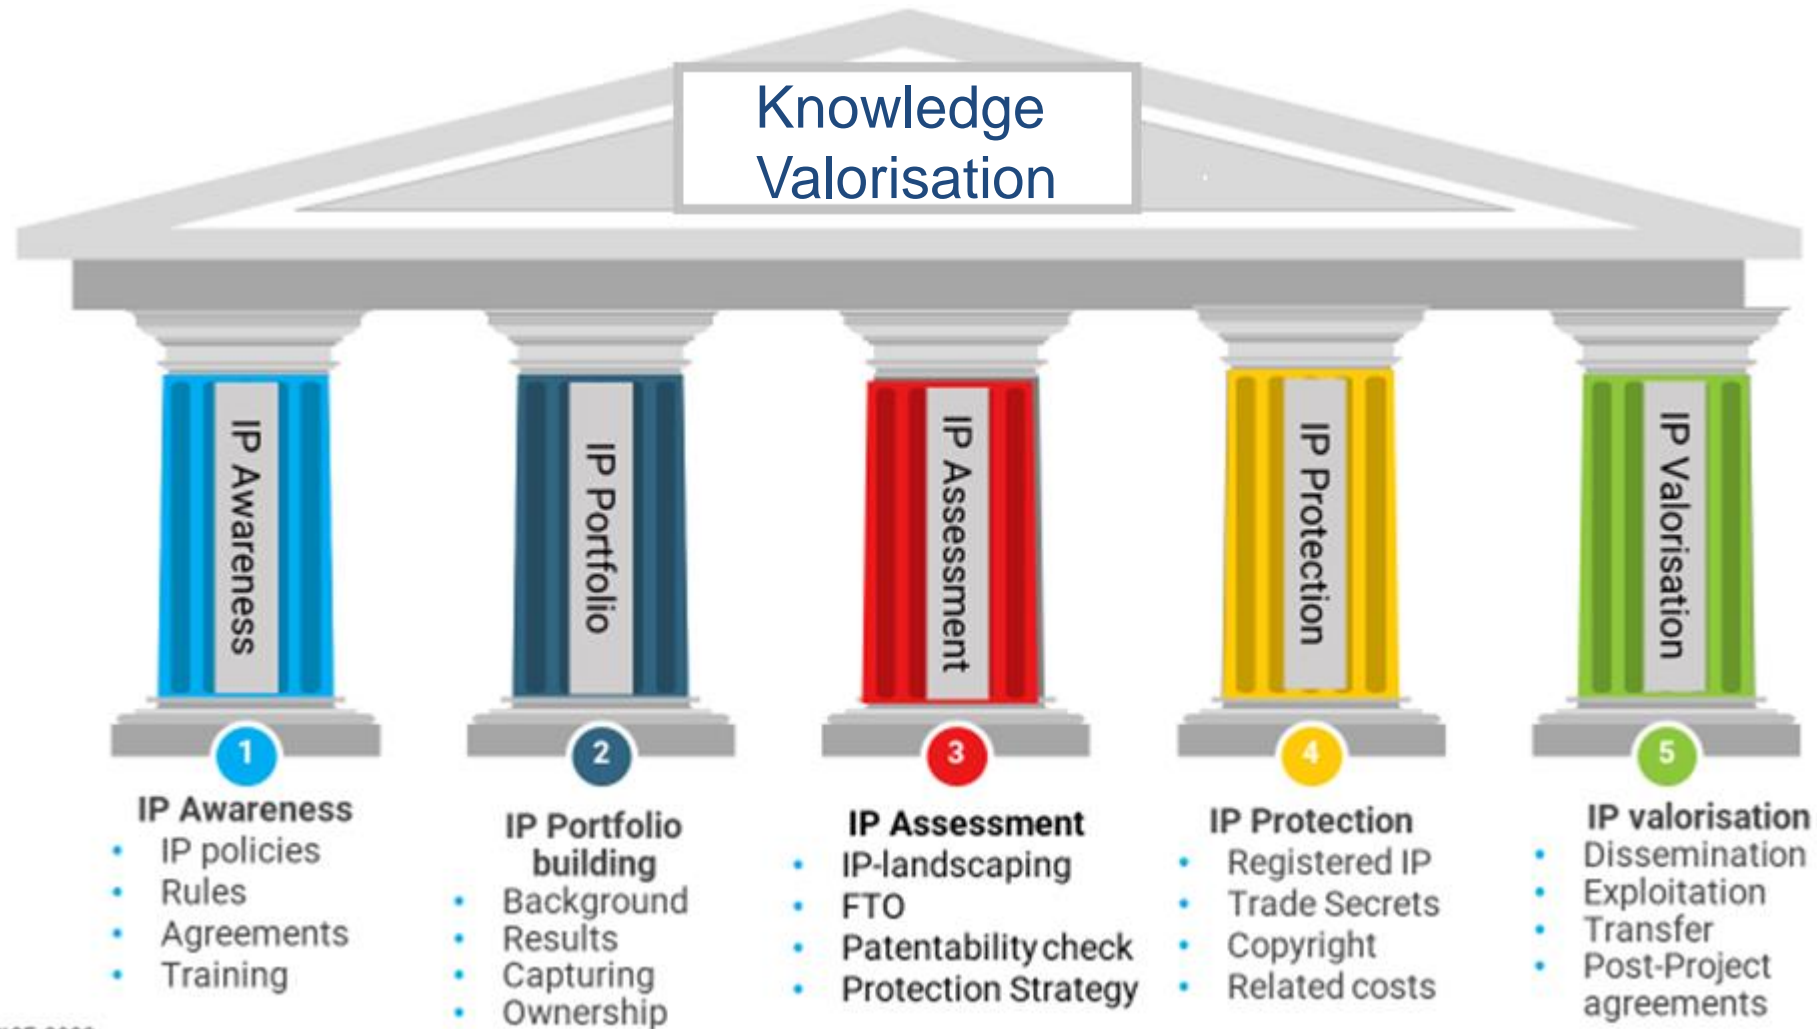 Knowledge
Valorisation
IP Awareness
IP Portfolio
IP Assessment
IP Protection
IP Valorisation
1
2
3
4
5
IP Awareness
• IP policies
• Rules
• Agreements
• Training
IP Portfolio
building
• Background
• Results
• Capturing
• Ownership
IP Assessment
• IP-landscaping
• FTO
• Patentability check
• Protection Strategy
IP Protection
• Registered IP
• Trade Secrets
• Copyright
• Related costs
IP valorisation
• Dissemination
• Exploitation
• Transfer
• Post-Project
agreements